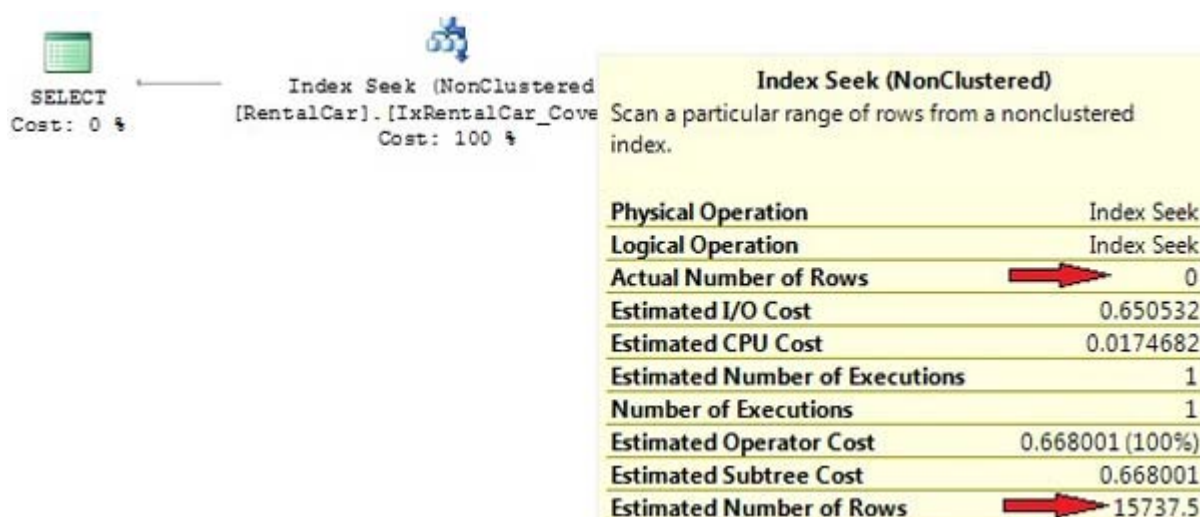 SELECT
Cost: 0 %
Index Seek (NonClustered
[RentalCar].[IxRentalCar_Cove
Cost: 100 %
Index Seek (NonClustered)
Scan a particular range of rows from a nonclustered
index.
Physical Operation Index Seek
Logical Operation Index Seek
Actual Number of Rows 0
Estimated I/O Cost 0.650532
Estimated CPU Cost 0.0174682
Estimated Number of Executions 1
Number of Executions 1
Estimated Operator Cost 0.668001 (100%)
Estimated Subtree Cost 0.668001
Estimated Number of Rows 15737.5